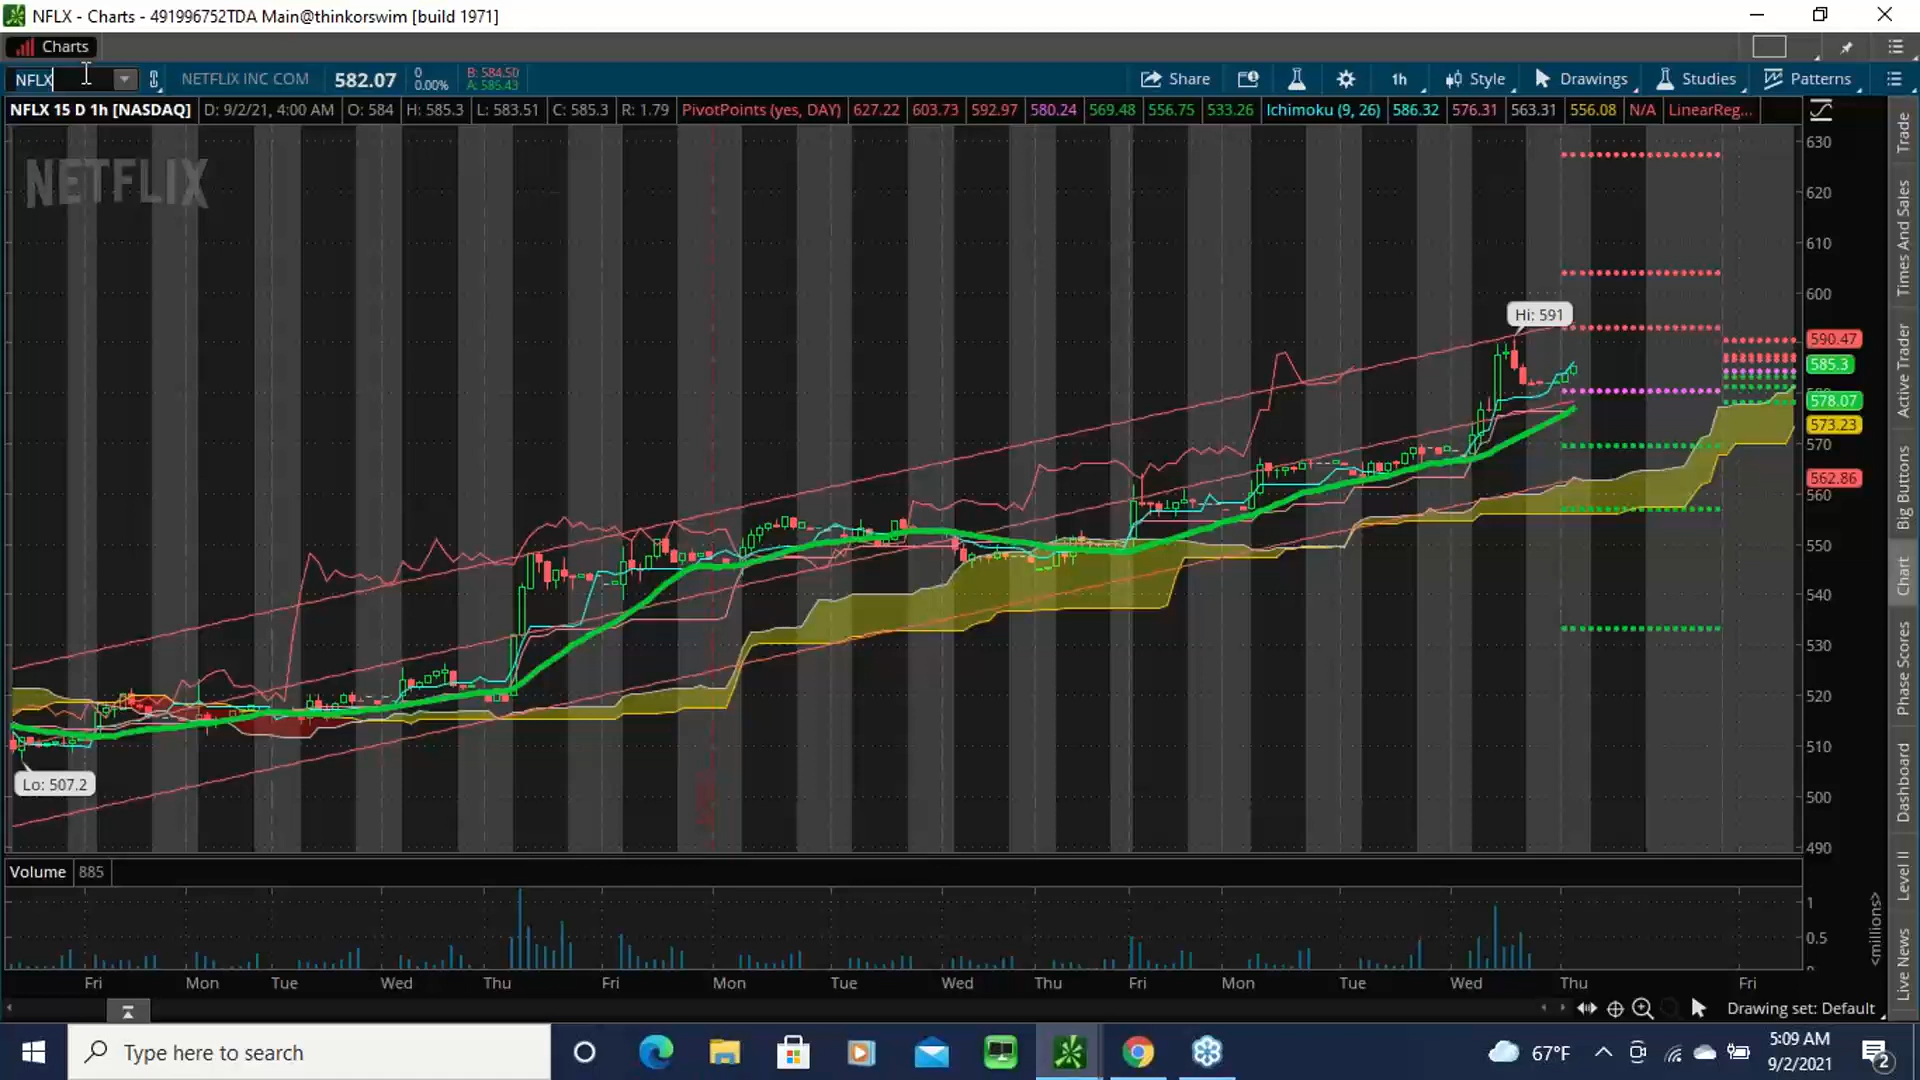 NFLX - Charts - 491996752TDA Main@thinkorswim [build 1971]
Charts
NFLX NETFLIX INC COM 582.07 0 0.00% B: 584.50 A: 585.43 Share 1h Style Drawings Studies Patterns
NFLX 15 D 1h [NASDAQ] D: 9/2/21, 4:00 AM O: 584 H: 585.3 L: 583.51 C: 585.3 R: 1.79 PivotPoints (yes, DAY) 627.22 603.73 592.97 580.24 569.48 556.75 533.26 Ichimoku (9, 26) 586.32 576.31 563.31 556.08 N/A LinearReg...
NETFLIX
630
620
610
600
590.47
585.3
578.07
573.23
570
562.86
560
550
540
530
520
510
500
490
Hi: 591
Lo: 507.2
Trade
Times And Sales
Active Trader
Big Buttons
Chart
Phase Scores
Dashboard
Level II
Live News
Volume 885
1
0.5
<millions>
Fri Mon Tue Wed Thu Fri Mon Tue Wed Thu Fri Mon Tue Wed Thu Fri
Drawing set: Default
Type here to search
67°F
5:09 AM
9/2/2021
2